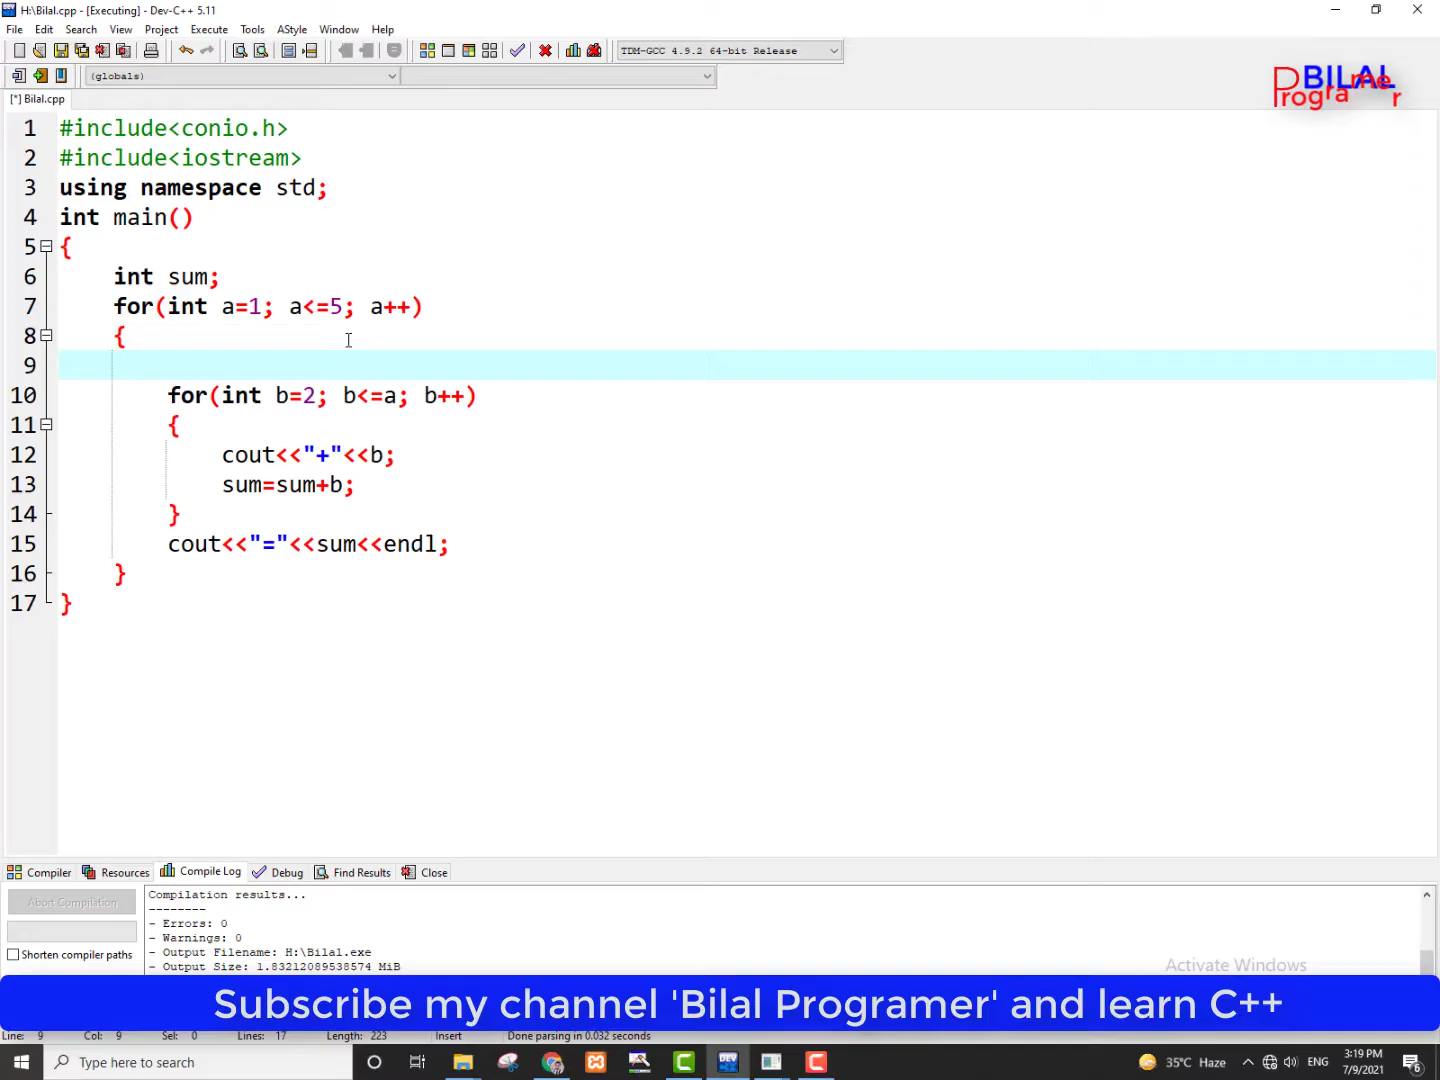 H:\Bilal.cpp - [Executing] - Dev-C++ 5.11
File Edit Search View Project Execute Tools AStyle Window Help
TDM-GCC 4.9.2 64-bit Release
(globals)
BILAL
Programer
[*] Bilal.cpp
1 #include<conio.h>
2 #include<iostream>
3 using namespace std;
4 int main()
5 {
6 int sum;
7 for(int a=1; a<=5; a++)
8 {
9
10 for(int b=2; b<=a; b++)
11 {
12 cout<<"+"<<b;
13 sum=sum+b;
14 }
15 cout<<"="<<sum<<endl;
16 }
17 }
Compiler Resources Compile Log Debug Find Results Close
Abort Compilation
Shorten compiler paths
Compilation results...
--------
- Errors: 0
- Warnings: 0
- Output Filename: H:\Bilal.exe
- Output Size: 1.83212089538574 MiB
Activate Windows
Subscribe my channel 'Bilal Programer' and learn C++
Line: 9 Col: 9 Sel: 0 Lines: 17 Length: 223 Insert Done parsing in 0.032 seconds
Type here to search
35°C Haze
ENG
3:19 PM
7/9/2021
6